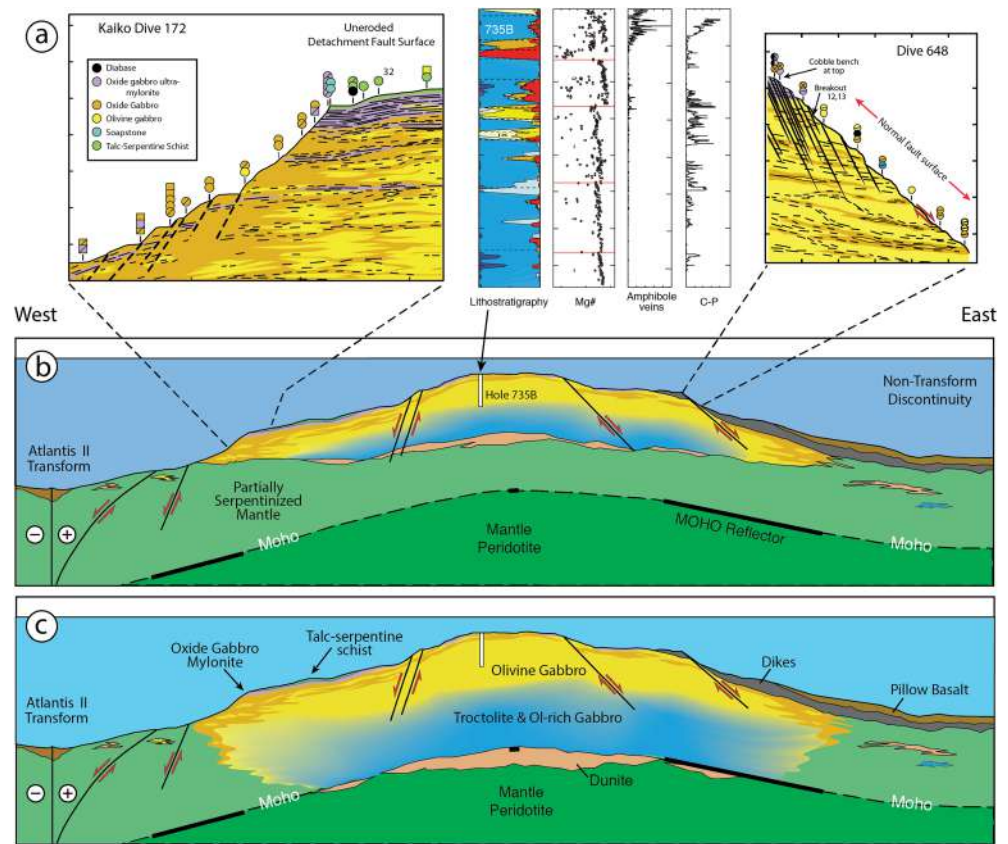 a
Kaiko Dive 172
Uneroded
Detachment Fault Surface
32
Diabase
Oxide gabbro ultra-
mylonite
Oxide Gabbro
Olivine gabbro
Soapstone
Talc-Serpentine Schist
735B
Lithostratigraphy
Mg#
Amphibole
veins
C-P
Dive 648
Cobble bench
at top
Breakout
12,13
Normal fault surface
West
East
b
Hole 735B
Non-Transform
Discontinuity
Atlantis II
Transform
Partially
Serpentinized
Mantle
− +
Moho
Mantle
Peridotite
MOHO Reflector
Moho
c
Oxide Gabbro
Mylonite
Talc-serpentine
schist
Olivine Gabbro
Dikes
Pillow Basalt
Atlantis II
Transform
Troctolite & Ol-rich Gabbro
− +
Moho
Dunite
Mantle
Peridotite
Moho